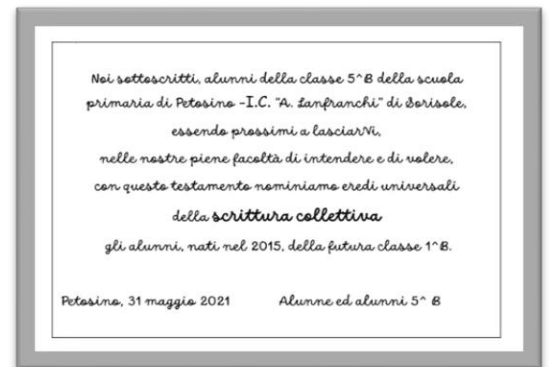 Noi sottoscritti, alunni della classe 5^B della scuola
primaria di Petosino -I.C. "A. Lanfranchi" di Sorisole,
essendo prossimi a lasciarVi,
nelle nostre piene facoltà di intendere e di volere,
con questo testamento nominiamo eredi universali
della scrittura collettiva
gli alunni, nati nel 2015, della futura classe 1^B.
Petosino, 31 maggio 2021 Alunne ed alunni 5^ B